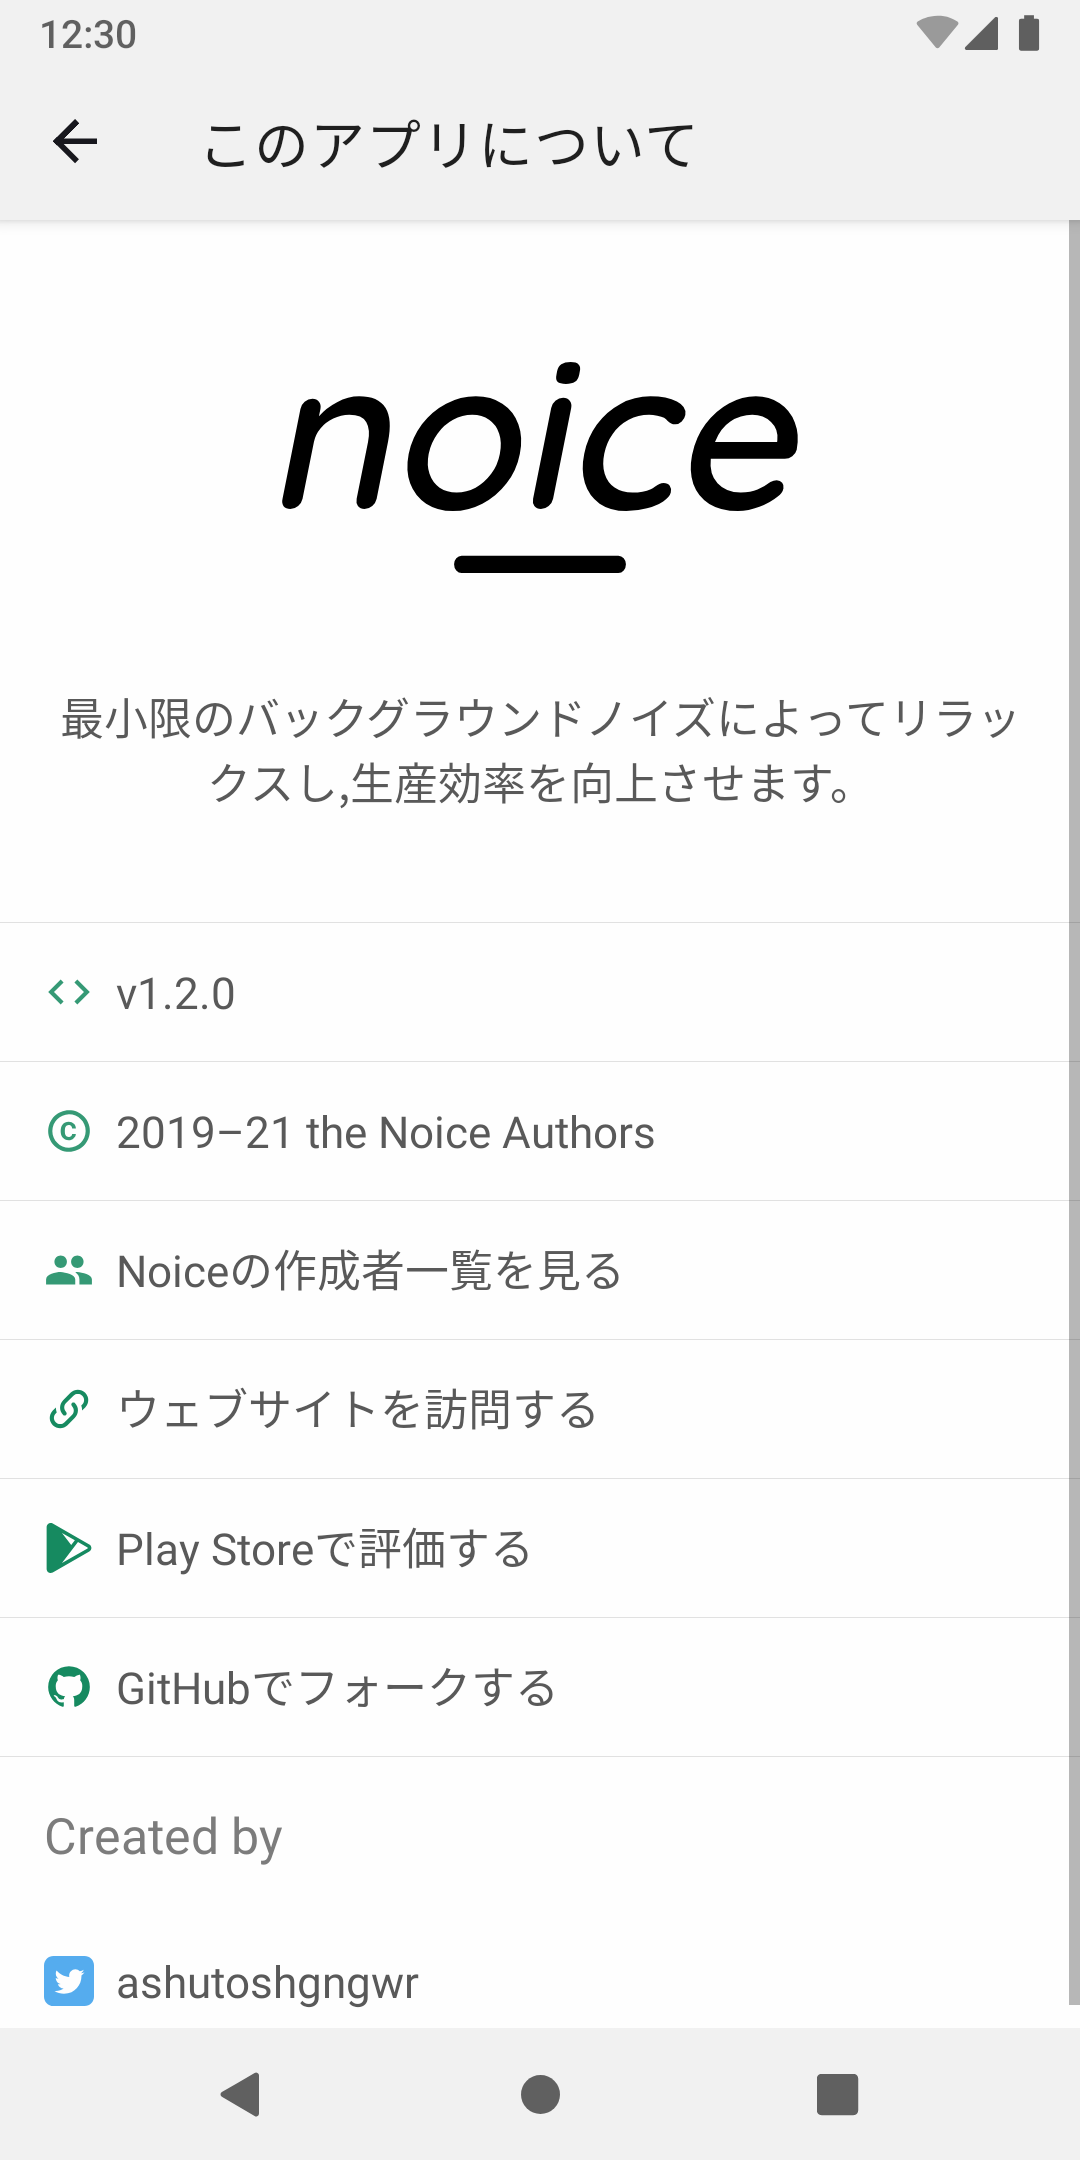 12:30
このアプリについて
noice
最小限のバックグラウンドノイズによってリラッ
クスし,生産効率を向上させます。
v1.2.0
2019–21 the Noice Authors
Noiceの作成者一覧を見る
ウェブサイトを訪問する
Play Storeで評価する
GitHubでフォークする
Created by
ashutoshgngwr